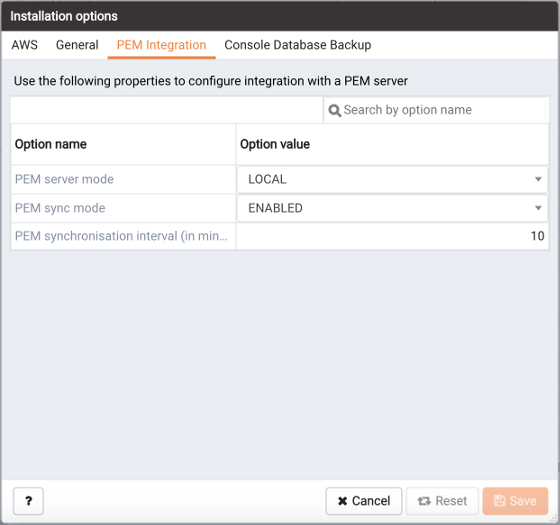 Installation options
AWS General PEM Integration Console Database Backup
Use the following properties to configure integration with a PEM server
Search by option name
Option name Option value
PEM server mode LOCAL
PEM sync mode ENABLED
PEM synchronisation interval (in min... 10
? Cancel Reset Save